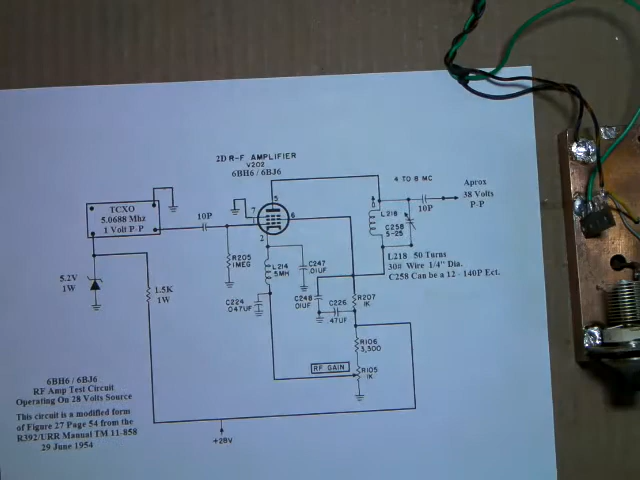 2D R-F AMPLIFIER
V202
6BH6 / 6BJ6
4 TO 8 MC
Aprox
38 Volts
P-P
TCXO
5.0688 Mhz
1 Volt P-P
10P
7
5
6
2
L218
C258
5-25
10P
R205
1MEG
L214
5MH
C247
.01UF
L218 50 Turns
30# Wire 1/4" Dia.
C258 Can be a 12 - 140P Ect.
5.2V
1W
1.5K
1W
C224
.047UF
C248
.01UF
C226
.47UF
R207
1K
R106
3,300
RF GAIN
R105
1K
6BH6 / 6BJ6
RF Amp Test Circuit
Operating On 28 Volts Source
This circuit is a modified form
of Figure 27 Page 54 from the
R392/URR Manual TM 11-858
29 June 1954
+28V